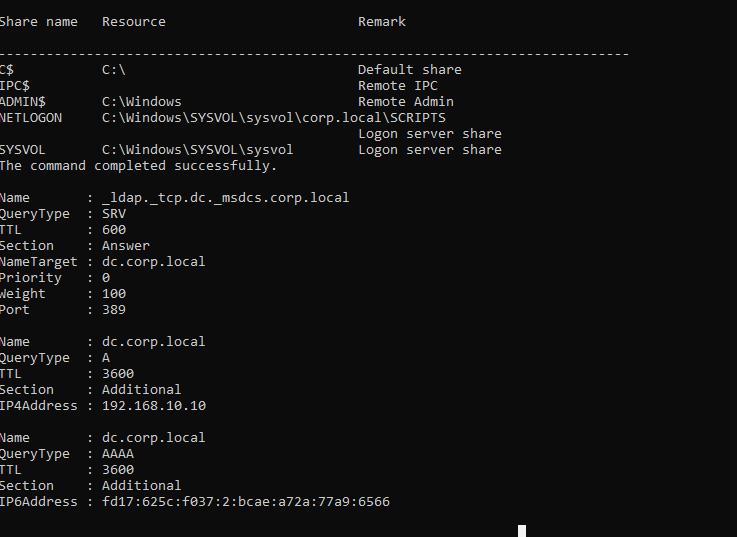 Share name   Resource                        Remark
-------------------------------------------------------------------------------
C$           C:\                             Default share
IPC$                                         Remote IPC
ADMIN$       C:\Windows                      Remote Admin
NETLOGON     C:\Windows\SYSVOL\sysvol\corp.local\SCRIPTS
                                             Logon server share
SYSVOL       C:\Windows\SYSVOL\sysvol        Logon server share
The command completed successfully.
Name       : _ldap._tcp.dc._msdcs.corp.local
QueryType  : SRV
TTL        : 600
Section    : Answer
NameTarget : dc.corp.local
Priority   : 0
Weight     : 100
Port       : 389
Name       : dc.corp.local
QueryType  : A
TTL        : 3600
Section    : Additional
IP4Address : 192.168.10.10
Name       : dc.corp.local
QueryType  : AAAA
TTL        : 3600
Section    : Additional
IP6Address : fd17:625c:f037:2:bcae:a72a:77a9:6566